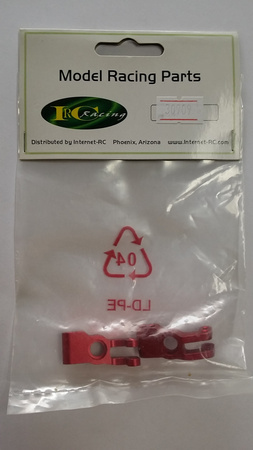 Model Racing Parts
IRC Racing
Distributed by Internet-RC Phoenix, Arizona www.Internet-RC.com
04
LD-PE